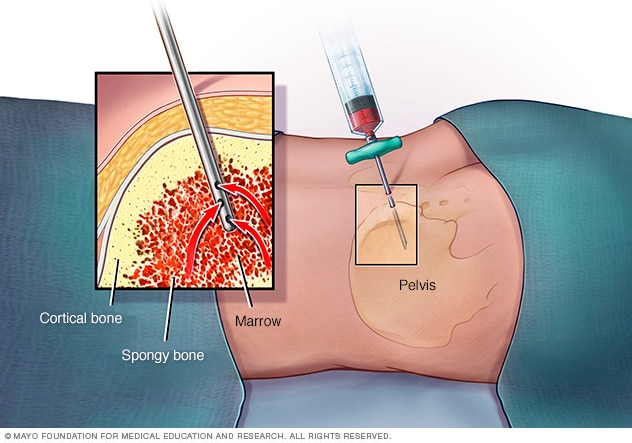 Pelvis
Cortical bone
Marrow
Spongy bone
© MAYO FOUNDATION FOR MEDICAL EDUCATION AND RESEARCH. ALL RIGHTS RESERVED.